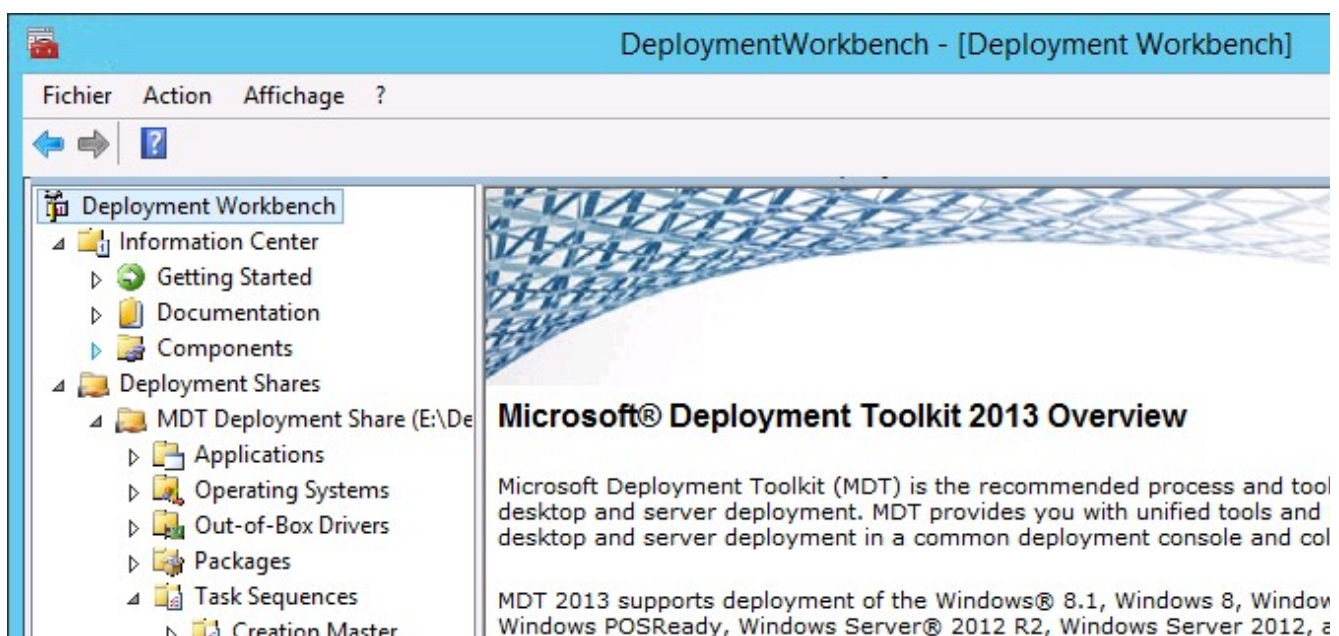 DeploymentWorkbench - [Deployment Workbench]
Fichier Action Affichage ?
Deployment Workbench
Information Center
Getting Started
Documentation
Components
Deployment Shares
MDT Deployment Share (E:\De
Applications
Operating Systems
Out-of-Box Drivers
Packages
Task Sequences
Creation Master
Microsoft® Deployment Toolkit 2013 Overview
Microsoft Deployment Toolkit (MDT) is the recommended process and tool
desktop and server deployment. MDT provides you with unified tools and
desktop and server deployment in a common deployment console and col
MDT 2013 supports deployment of the Windows® 8.1, Windows 8, Window
Windows POSReady, Windows Server® 2012 R2, Windows Server 2012, a